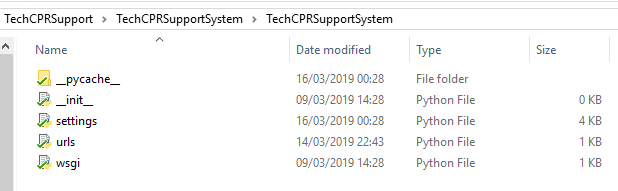 TechCPRSupport > TechCPRSupportSystem > TechCPRSupportSystem
Name Date modified Type Size
__pycache__ 16/03/2019 00:28 File folder
__init__ 09/03/2019 14:28 Python File 0 KB
settings 16/03/2019 00:28 Python File 4 KB
urls 14/03/2019 22:43 Python File 1 KB
wsgi 09/03/2019 14:28 Python File 1 KB